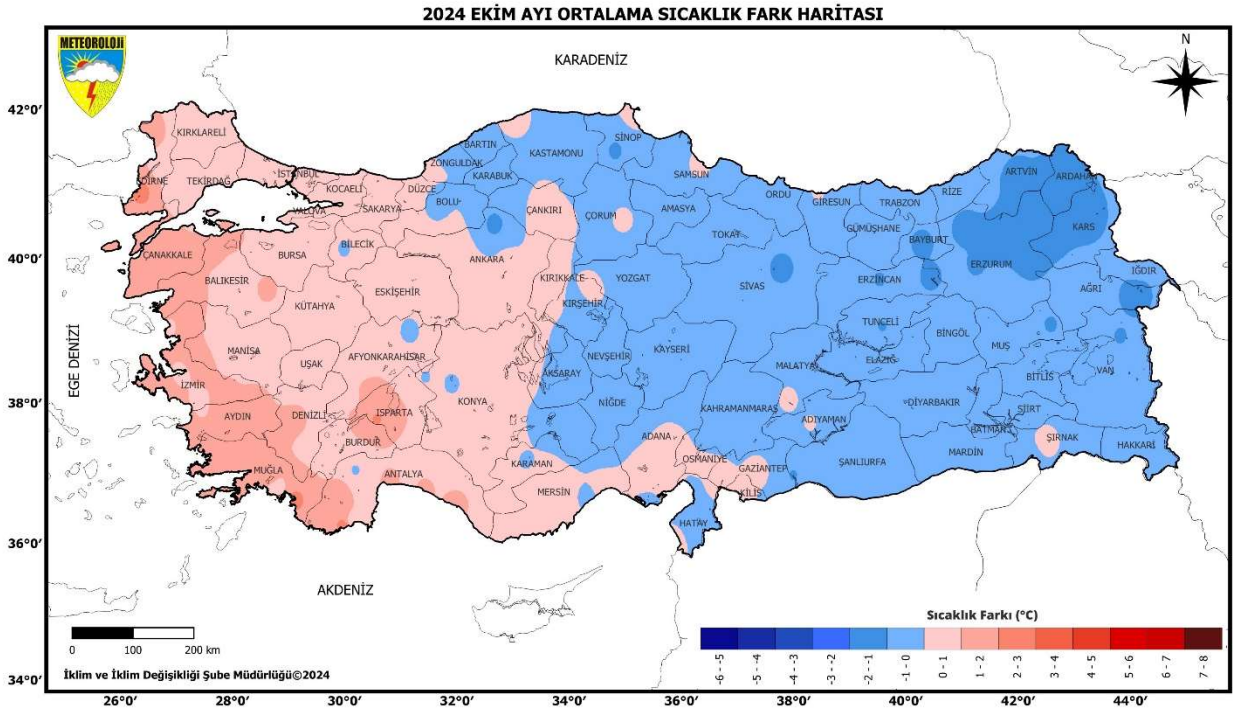 2024 EKİM AYI ORTALAMA SICAKLIK FARK HARİTASI
METEOROLOJİ
KARADENİZ
N
42°0'
40°0'
38°0'
36°0'
34°0'
EGE DENİZİ
KIRKLARELİ
EDİRNE
TEKİRDAĞ
İSTANBUL
KOCAELİ
YALOVA
SAKARYA
DÜZCE
ZONGULDAK
BARTIN
KARABUK
KASTAMONU
SİNOP
SAMSUN
BOLU
ÇANKIRI
ÇORUM
AMASYA
ORDU
GİRESUN
TRABZON
RİZE
ARTVİN
ARDAHAN
TOKAT
GÜMÜŞHANE
BAYBURT
KARS
ÇANAKKALE
BALIKESİR
BURSA
BİLECİK
ANKARA
KIRIKKALE
YOZGAT
SİVAS
ERZİNCAN
ERZURUM
IĞDIR
AĞRI
KÜTAHYA
ESKİŞEHİR
KIRŞEHİR
TUNCELİ
BİNGÖL
MUŞ
MANİSA
UŞAK
AFYONKARAHİSAR
AKSARAY
NEVŞEHİR
KAYSERİ
MALATYA
ELAZIĞ
BİTLİS
VAN
İZMİR
AYDIN
DENİZLİ
ISPARTA
KONYA
NİĞDE
KAHRAMANMARAŞ
ADIYAMAN
DİYARBAKIR
BATMAN
SİİRT
ŞIRNAK
HAKKARİ
BURDUR
MUĞLA
ANTALYA
KARAMAN
MERSİN
ADANA
OSMANİYE
GAZİANTEP
KİLİS
ŞANLIURFA
MARDİN
HATAY
AKDENİZ
Sıcaklık Farkı (°C)
-6 - -5
-5 - -4
-4 - -3
-3 - -2
-2 - -1
-1 - 0
0 - 1
1 - 2
2 - 3
3 - 4
4 - 5
5 - 6
6 - 7
7 - 8
0 100 200 km
İklim ve İklim Değişikliği Şube Müdürlüğü©2024
26°0' 28°0' 30°0' 32°0' 34°0' 36°0' 38°0' 40°0' 42°0' 44°0'